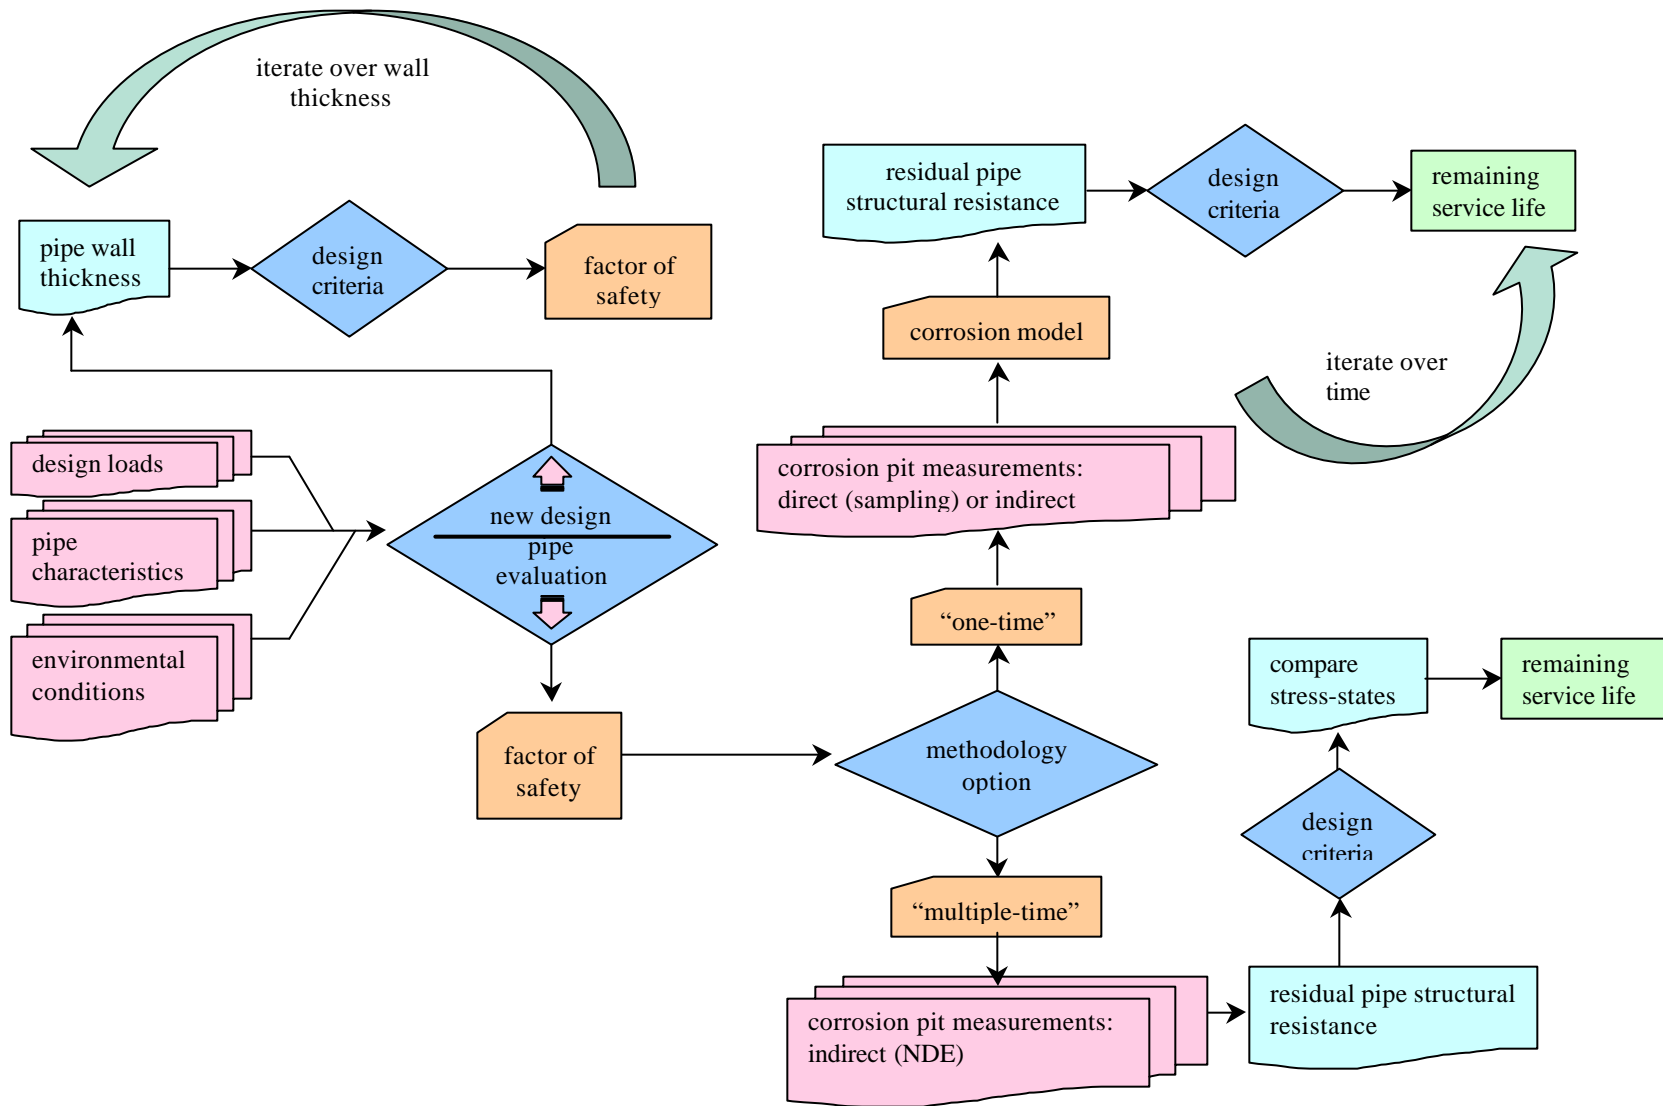 iterate over wall
thickness
pipe wall
thickness
design
criteria
factor of
safety
design loads
pipe
characteristics
environmental
conditions
new design
pipe
evaluation
factor of
safety
methodology
option
"one-time"
corrosion pit measurements:
direct (sampling) or indirect
corrosion model
residual pipe
structural resistance
design
criteria
remaining
service life
iterate over
time
"multiple-time"
corrosion pit measurements:
indirect (NDE)
residual pipe structural
resistance
design
criteria
compare
stress-states
remaining
service life